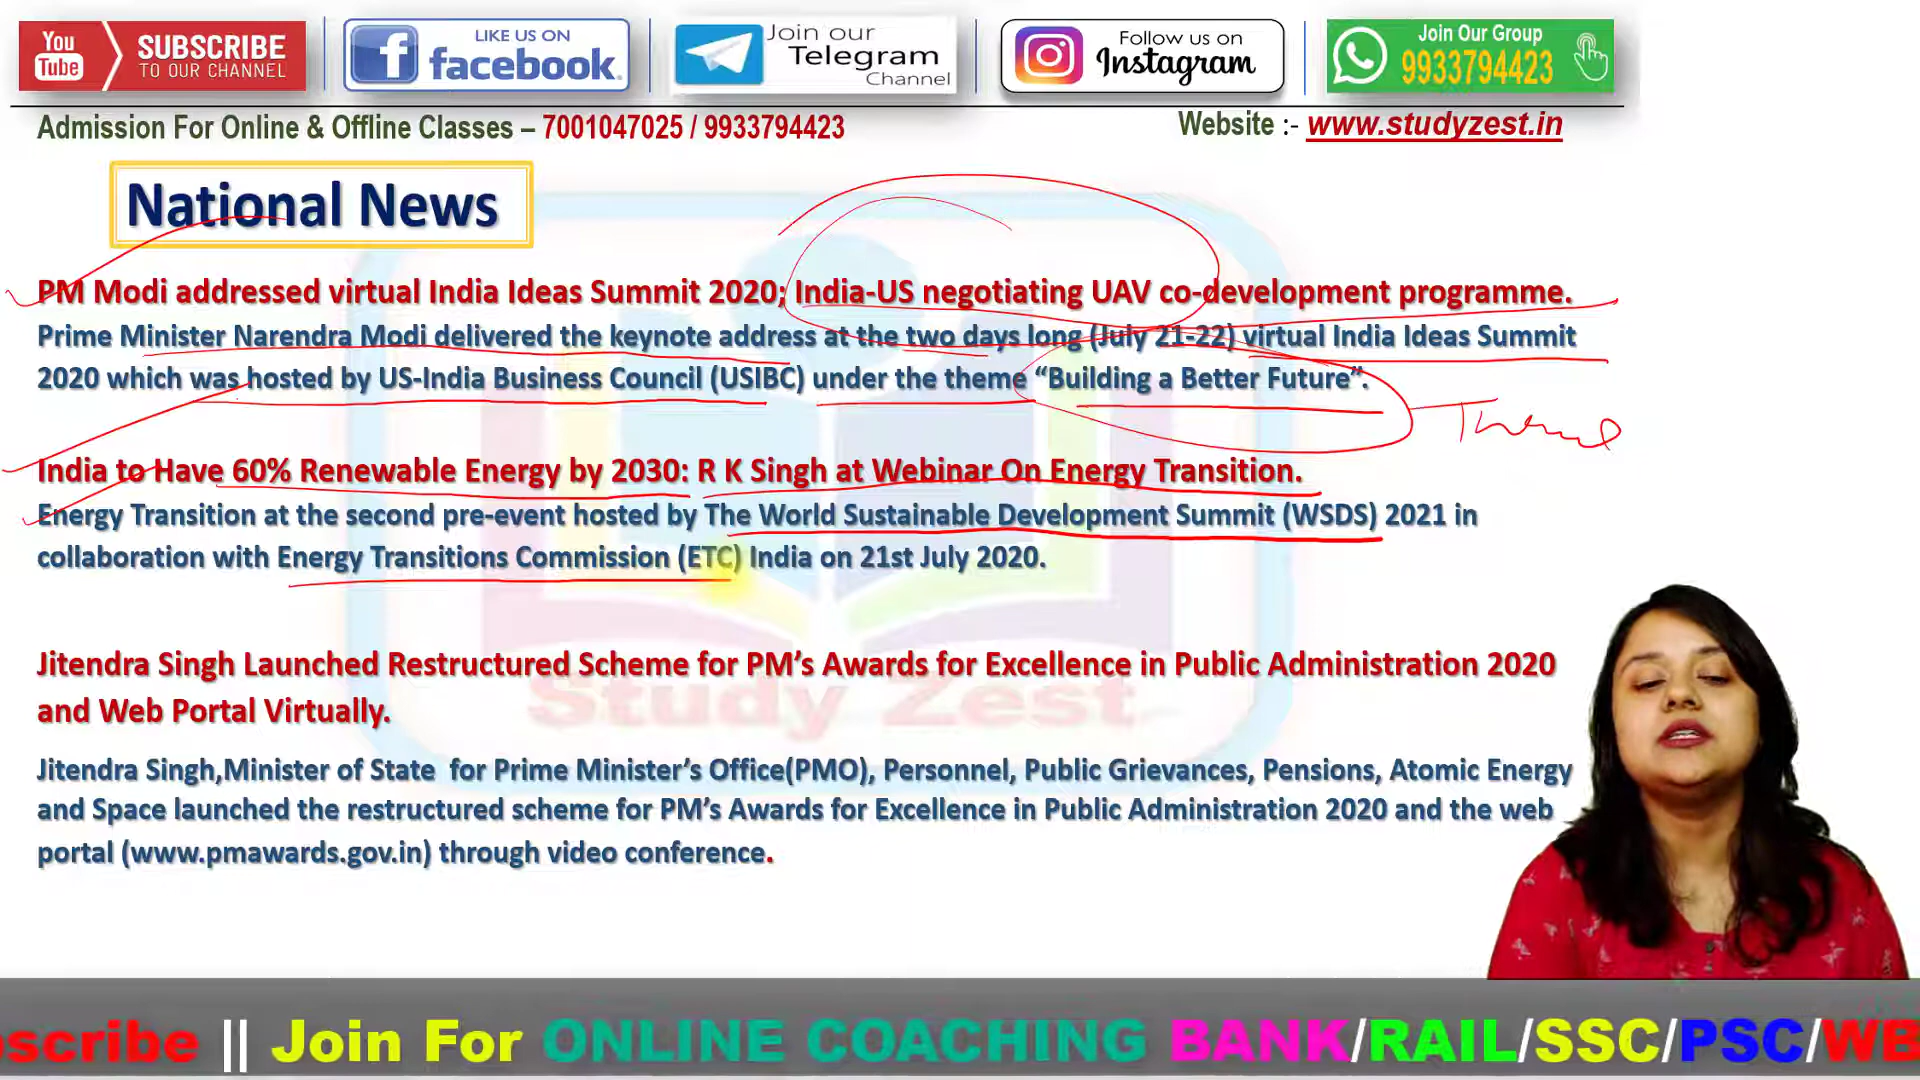 You
Tube
SUBSCRIBE
TO OUR CHANNEL
LIKE US ON
facebook.
Join our
Telegram
Channel
Follow us on
Instagram
Join Our Group
9933794423
Admission For Online & Offline Classes – 7001047025 / 9933794423
Website :- www.studyzest.in
National News
PM Modi addressed virtual India Ideas Summit 2020; India-US negotiating UAV co-development programme.
Prime Minister Narendra Modi delivered the keynote address at the two days long (July 21-22) virtual India Ideas Summit
2020 which was hosted by US-India Business Council (USIBC) under the theme “Building a Better Future”.
Theme
India to Have 60% Renewable Energy by 2030: R K Singh at Webinar On Energy Transition.
Energy Transition at the second pre-event hosted by The World Sustainable Development Summit (WSDS) 2021 in
collaboration with Energy Transitions Commission (ETC) India on 21st July 2020.
Jitendra Singh Launched Restructured Scheme for PM’s Awards for Excellence in Public Administration 2020
and Web Portal Virtually.
Study Zest
Jitendra Singh,Minister of State for Prime Minister’s Office(PMO), Personnel, Public Grievances, Pensions, Atomic Energy
and Space launched the restructured scheme for PM’s Awards for Excellence in Public Administration 2020 and the web
portal (www.pmawards.gov.in) through video conference.
scribe || Join For ONLINE COACHING BANK/RAIL/SSC/PSC/WB